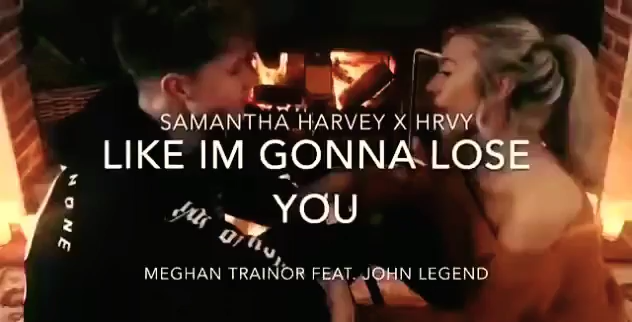 SAMANTHA HARVEY X HRVY
LIKE IM GONNA LOSE
YOU
MEGHAN TRAINOR FEAT. JOHN LEGEND